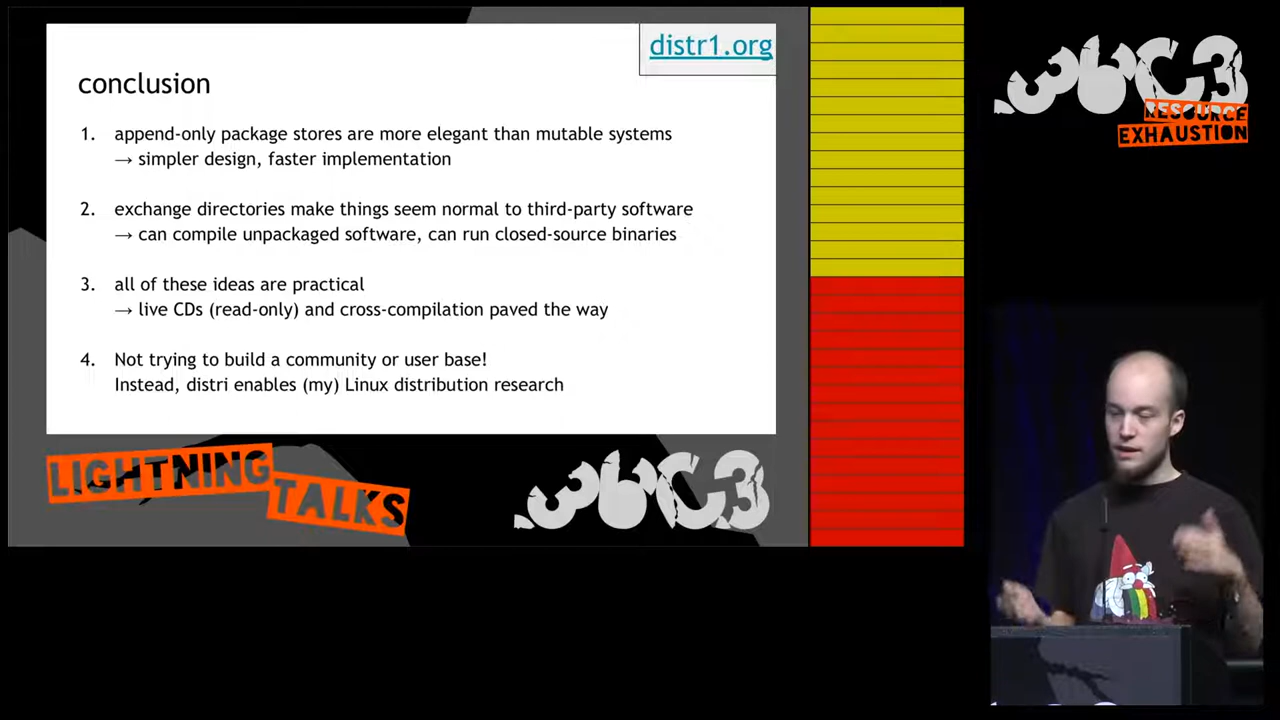 distr1.org
conclusion
1. append-only package stores are more elegant than mutable systems
→ simpler design, faster implementation
2. exchange directories make things seem normal to third-party software
→ can compile unpackaged software, can run closed-source binaries
3. all of these ideas are practical
→ live CDs (read-only) and cross-compilation paved the way
4. Not trying to build a community or user base!
Instead, distri enables (my) Linux distribution research
LIGHTNING
TALKS
36C3
36C3
RESOURCE
EXHAUSTION